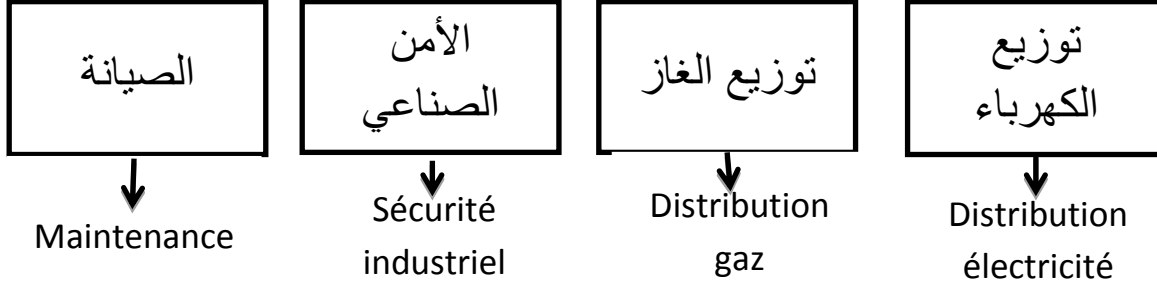 توزيع
الكهرباء
توزيع الغاز
الأمن
الصناعي
الصيانة
Distribution
électricité
Distribution
gaz
Sécurité
industriel
Maintenance